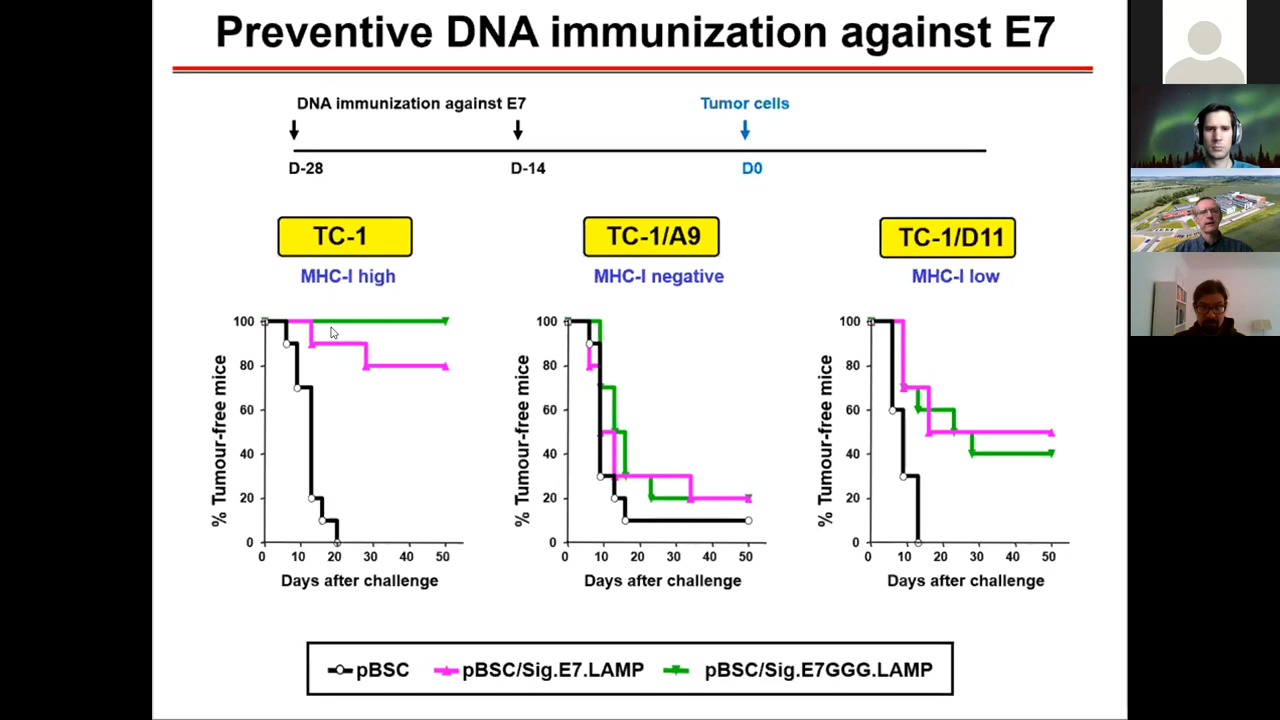 Preventive DNA immunization against E7
DNA immunization against E7
Tumor cells
D-28
D-14
D0
TC-1
TC-1/A9
TC-1/D11
MHC-I high
MHC-I negative
MHC-I low
% Tumour-free mice
100
80
60
40
20
0
0 10 20 30 40 50
Days after challenge
% Tumour-free mice
100
80
60
40
20
0
0 10 20 30 40 50
Days after challenge
% Tumour-free mice
100
80
60
40
20
0
0 10 20 30 40 50
Days after challenge
pBSC pBSC/Sig.E7.LAMP pBSC/Sig.E7GGG.LAMP